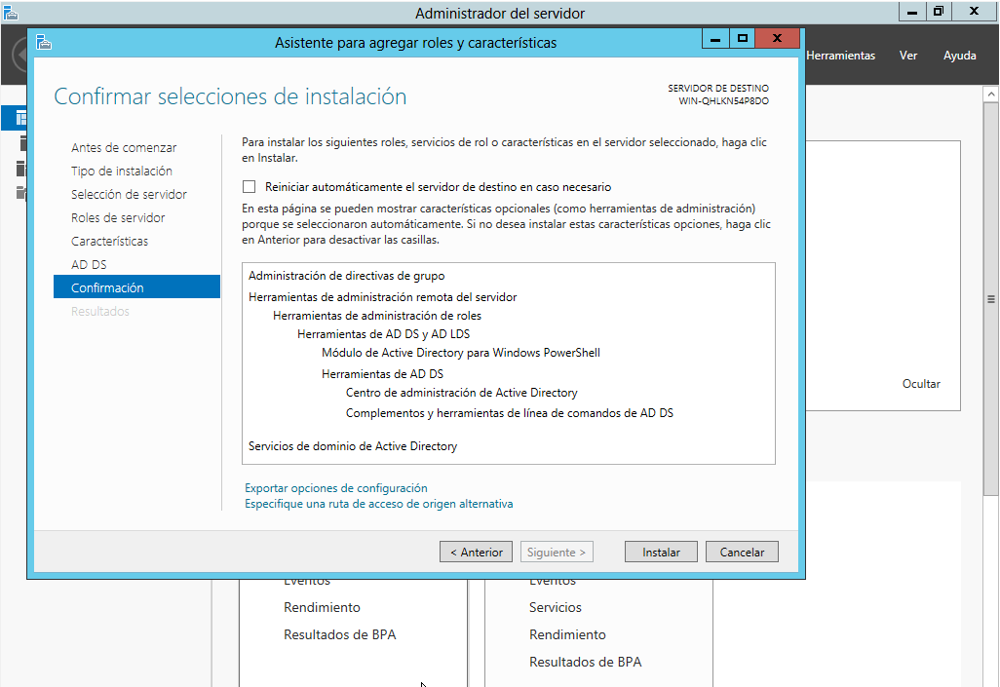 Administrador del servidor
Herramientas
Ver
Ayuda
Asistente para agregar roles y características
Confirmar selecciones de instalación
SERVIDOR DE DESTINO
WIN-QHLKN54P8DO
Antes de comenzar
Tipo de instalación
Selección de servidor
Roles de servidor
Características
AD DS
Confirmación
Resultados
Para instalar los siguientes roles, servicios de rol o características en el servidor seleccionado, haga clic
en Instalar.
Reiniciar automáticamente el servidor de destino en caso necesario
En esta página se pueden mostrar características opcionales (como herramientas de administración)
porque se seleccionaron automáticamente. Si no desea instalar estas características opciones, haga clic
en Anterior para desactivar las casillas.
Administración de directivas de grupo
Herramientas de administración remota del servidor
Herramientas de administración de roles
Herramientas de AD DS y AD LDS
Módulo de Active Directory para Windows PowerShell
Herramientas de AD DS
Centro de administración de Active Directory
Complementos y herramientas de línea de comandos de AD DS
Servicios de dominio de Active Directory
Exportar opciones de configuración
Especifique una ruta de acceso de origen alternativa
< Anterior
Siguiente >
Instalar
Cancelar
Ocultar
Eventos
Rendimiento
Resultados de BPA
Eventos
Servicios
Rendimiento
Resultados de BPA